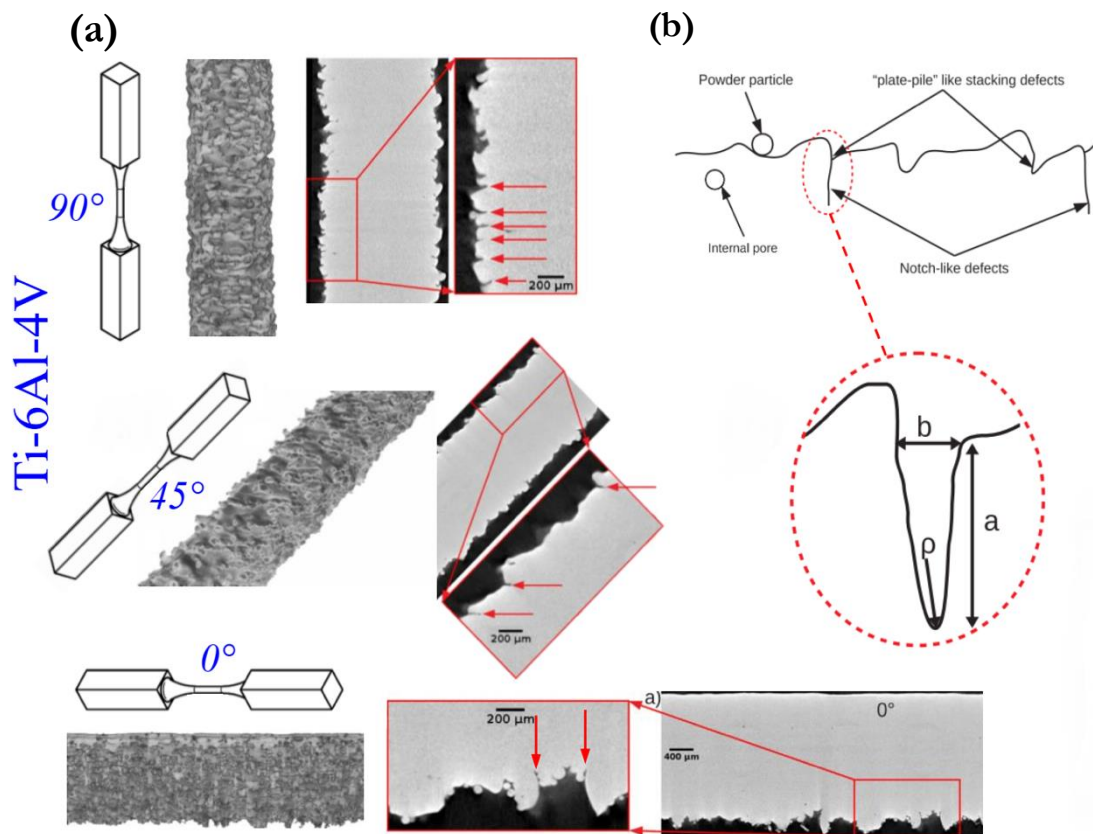 (a)
(b)
Ti-6Al-4V
90°
200 µm
Powder particle
"plate-pile" like stacking defects
Internal pore
Notch-like defects
45°
200 µm
b
a
ρ
0°
200 µm
a)
0°
400 µm